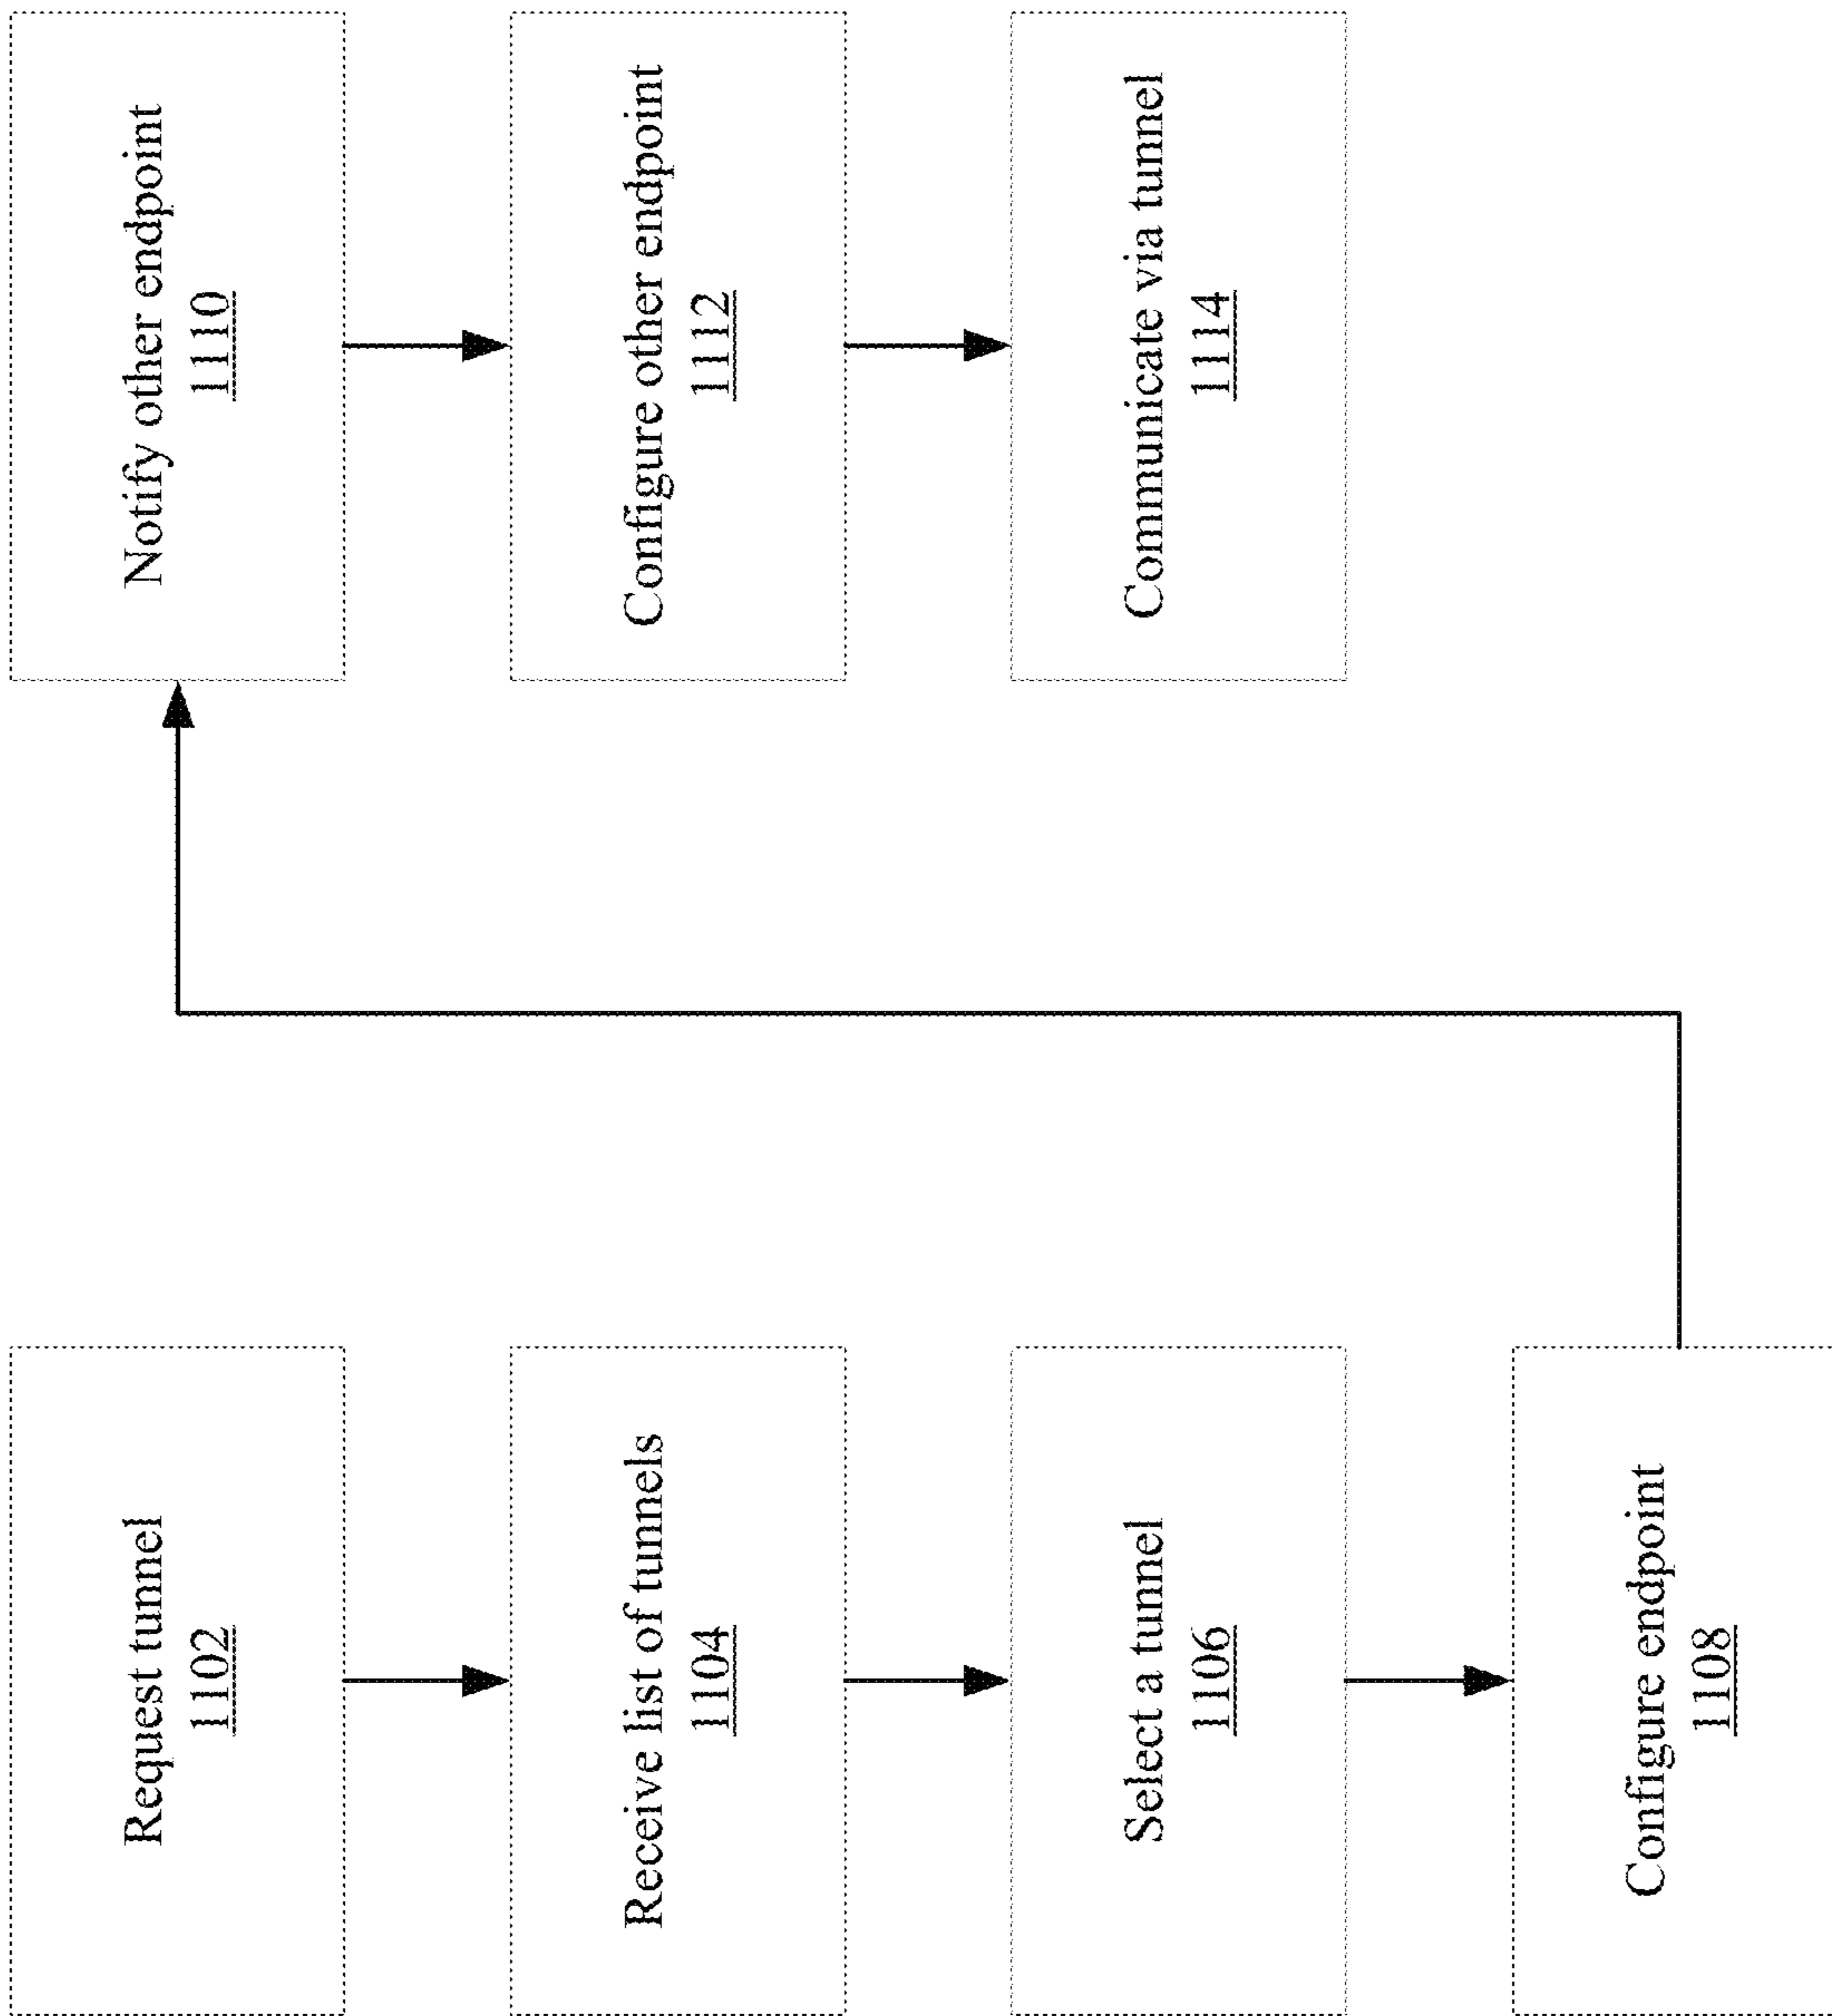 Request tunnel
1102
Receive list of tunnels
1104
Select a tunnel
1106
Configure endpoint
1108
Notify other endpoint
1110
Configure other endpoint
1112
Communicate via tunnel
1114